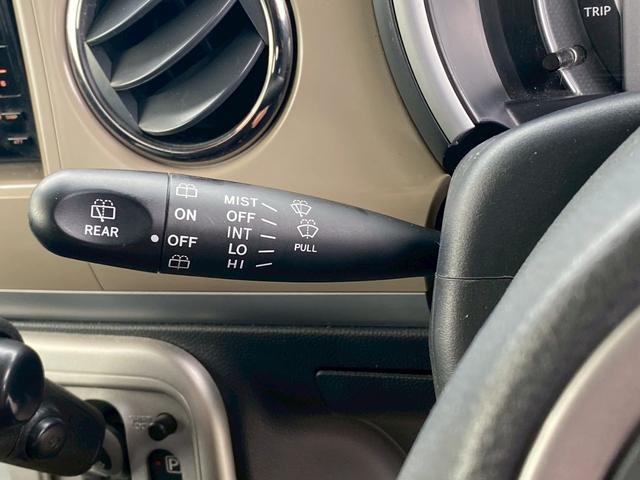 TRIP
REAR
ON
OFF
MIST
OFF
INT
LO
HI
PULL
P